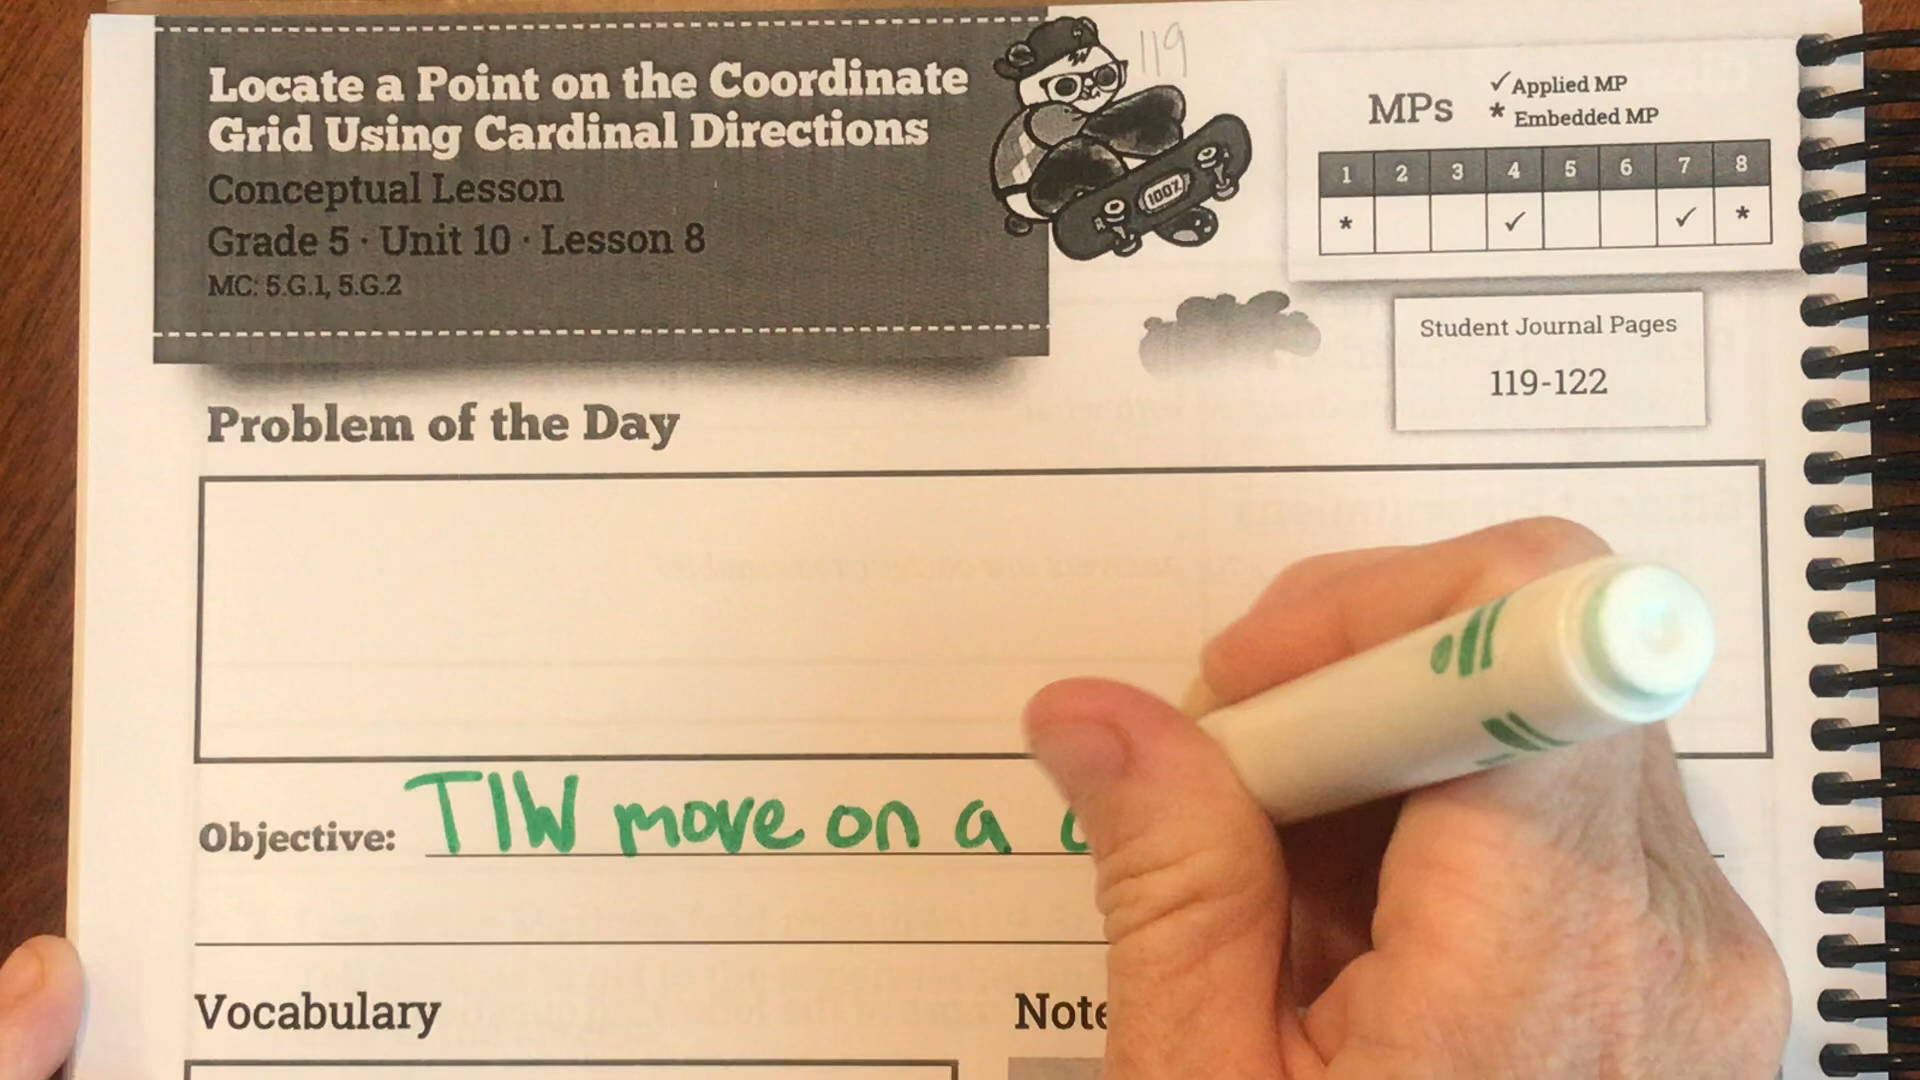 Locate a Point on the Coordinate
Grid Using Cardinal Directions
Conceptual Lesson
Grade 5 · Unit 10 · Lesson 8
MC: 5.G.1, 5.G.2
119
100%
MPs
✓ Applied MP
* Embedded MP
1 2 3 4 5 6 7 8
* ✓ ✓ *
Student Journal Pages
119-122
Problem of the Day
Objective: TIW move on a
Vocabulary
Note